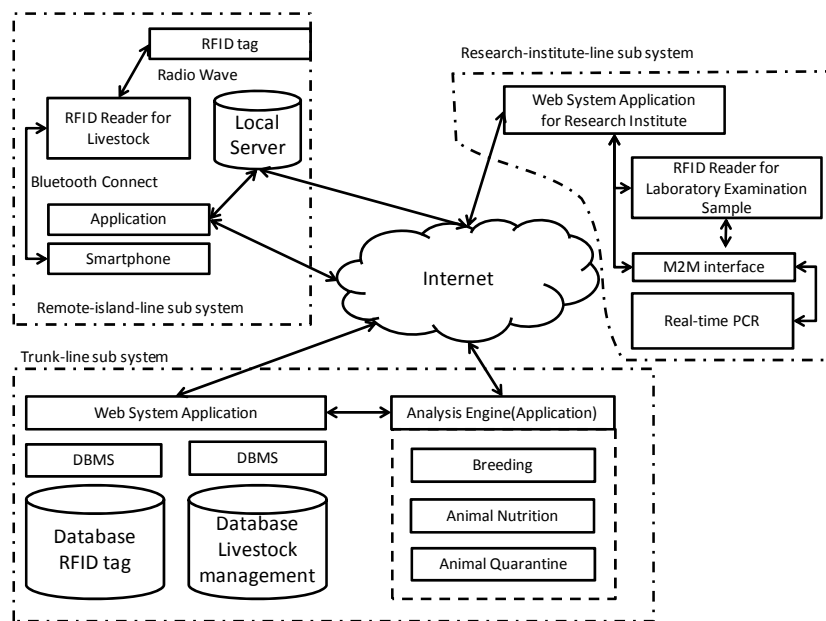 RFID tag
Radio Wave
RFID Reader for
Livestock
Local
Server
Bluetooth Connect
Application
Smartphone
Remote-island-line sub system
Research-institute-line sub system
Web System Application
for Research Institute
RFID Reader for
Laboratory Examination
Sample
M2M interface
Real-time PCR
Internet
Trunk-line sub system
Web System Application
Analysis Engine(Application)
DBMS
DBMS
Database
RFID tag
Database
Livestock
management
Breeding
Animal Nutrition
Animal Quarantine